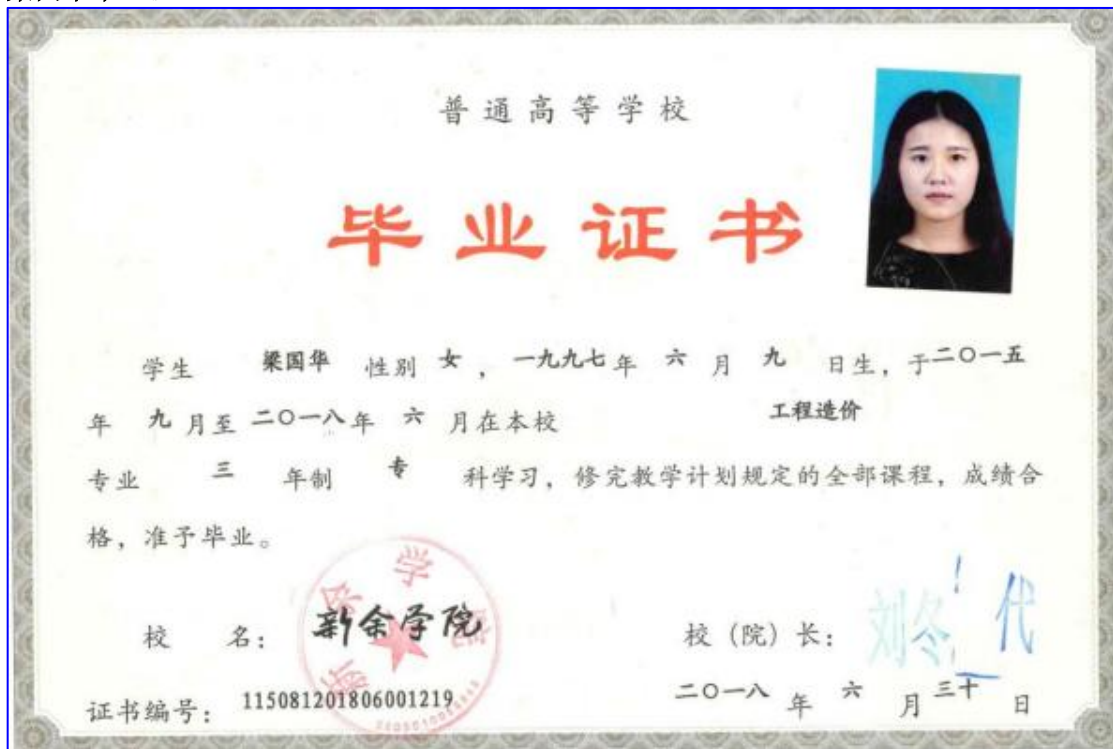 普通高等学校
毕业证书
学生 梁国华 性别 女，一九九七年 六 月 九 日生，于二〇一五
年 九 月至 二〇一八年 六 月在本校 工程造价
专业 三 年制 专 科学习，修完教学计划规定的全部课程，成绩合
格，准予毕业。
新余学院
校 名： 新余学院 校（院）长：
证书编号： 115081201806001219 二〇一八 年 六 月 三十 日